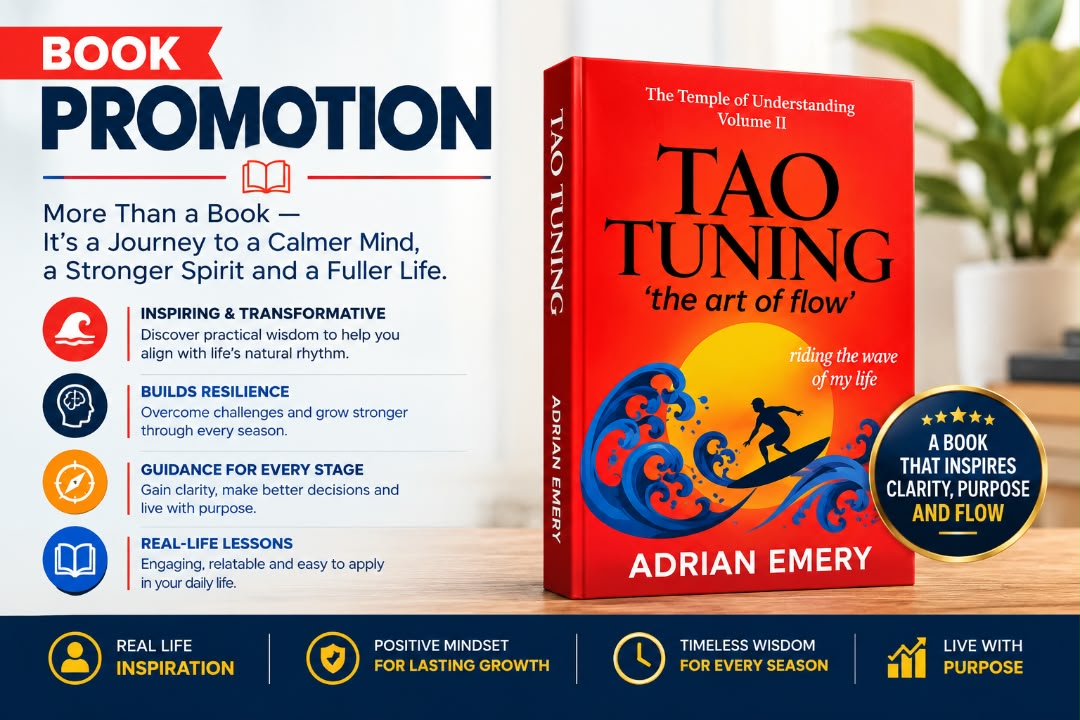 BOOK
PROMOTION
More Than a Book —
It's a Journey to a Calmer Mind,
a Stronger Spirit and a Fuller Life.
INSPIRING & TRANSFORMATIVE
Discover practical wisdom to help you
align with life's natural rhythm.
BUILDS RESILIENCE
Overcome challenges and grow stronger
through every season.
GUIDANCE FOR EVERY STAGE
Gain clarity, make better decisions and
live with purpose.
REAL-LIFE LESSONS
Engaging, relatable and easy to apply
in your daily life.
TAO TUNING
ADRIAN EMERY
The Temple of Understanding
Volume II
TAO
TUNING
'the art of flow'
riding the wave
of my life
ADRIAN EMERY
A BOOK
THAT INSPIRES
CLARITY, PURPOSE
AND FLOW
REAL LIFE
INSPIRATION
POSITIVE MINDSET
FOR LASTING GROWTH
TIMELESS WISDOM
FOR EVERY SEASON
LIVE WITH
PURPOSE